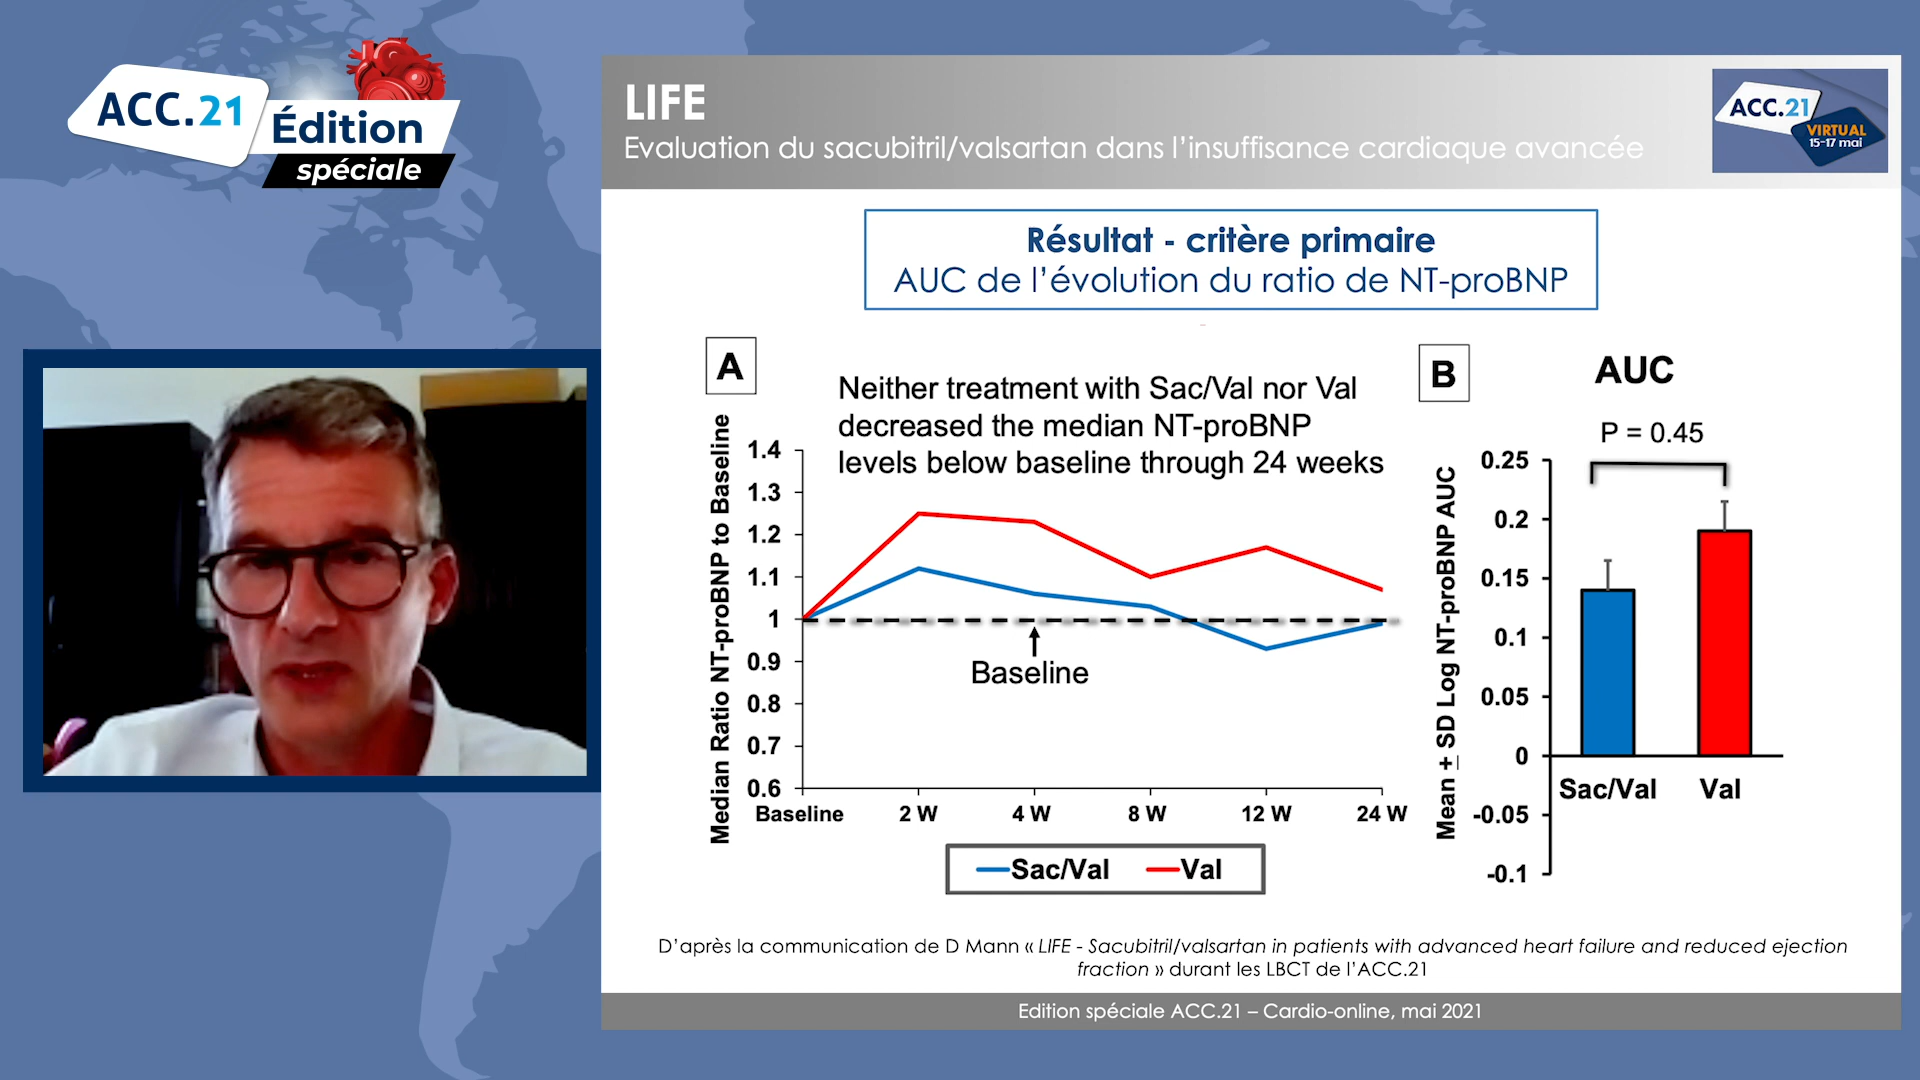 ACC.21
Édition
spéciale
LIFE
Evaluation du sacubitril/valsartan dans l'insuffisance cardiaque avancée
ACC.21
VIRTUAL
15-17 mai
Résultat - critère primaire
AUC de l'évolution du ratio de NT-proBNP
A
Neither treatment with Sac/Val nor Val
decreased the median NT-proBNP
levels below baseline through 24 weeks
Median Ratio NT-proBNP to Baseline
1.4
1.3
1.2
1.1
1
0.9
0.8
0.7
0.6
Baseline
Baseline
2 W
4 W
8 W
12 W
24 W
Sac/Val
Val
B
AUC
P = 0.45
Mean ± SD Log NT-proBNP AUC
0.25
0.2
0.15
0.1
0.05
0
-0.05
-0.1
Sac/Val
Val
D'après la communication de D Mann « LIFE - Sacubitril/valsartan in patients with advanced heart failure and reduced ejection
fraction » durant les LBCT de l'ACC.21
Edition spéciale ACC.21 – Cardio-online, mai 2021